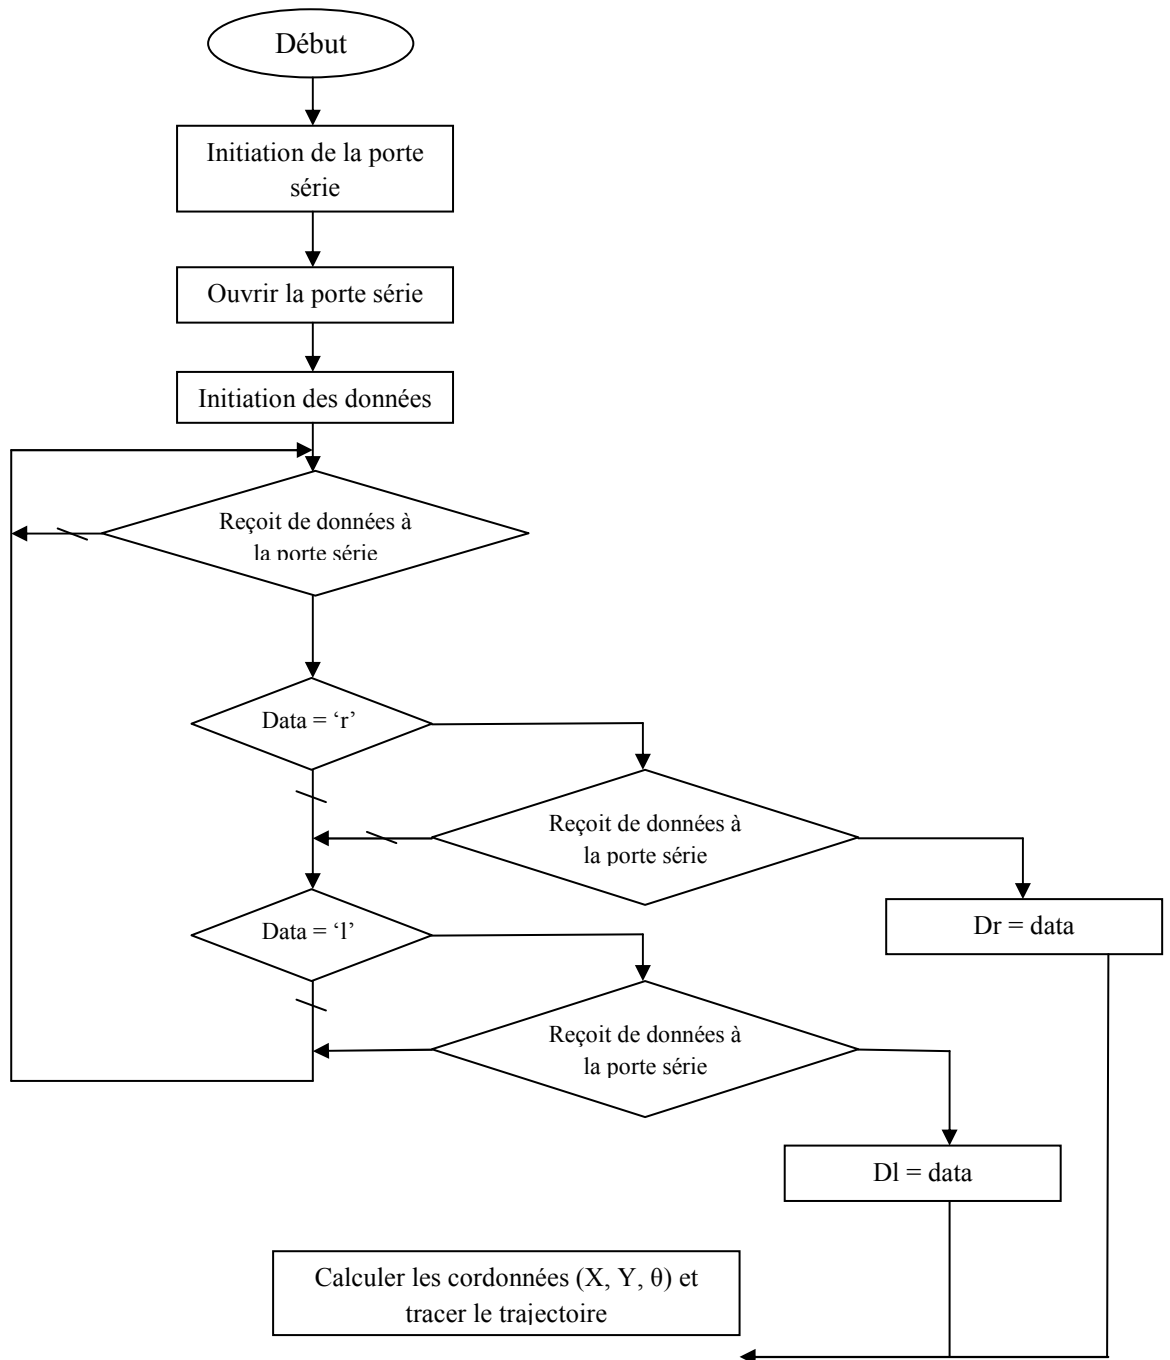 Début
Initiation de la porte
série
Ouvrir la porte série
Initiation des données
Reçoit de données à
la porte série
Data = ‘r’
Reçoit de données à
la porte série
Dr = data
Data = ‘l’
Reçoit de données à
la porte série
Dl = data
Calculer les cordonnées (X, Y, θ) et
tracer le trajectoire